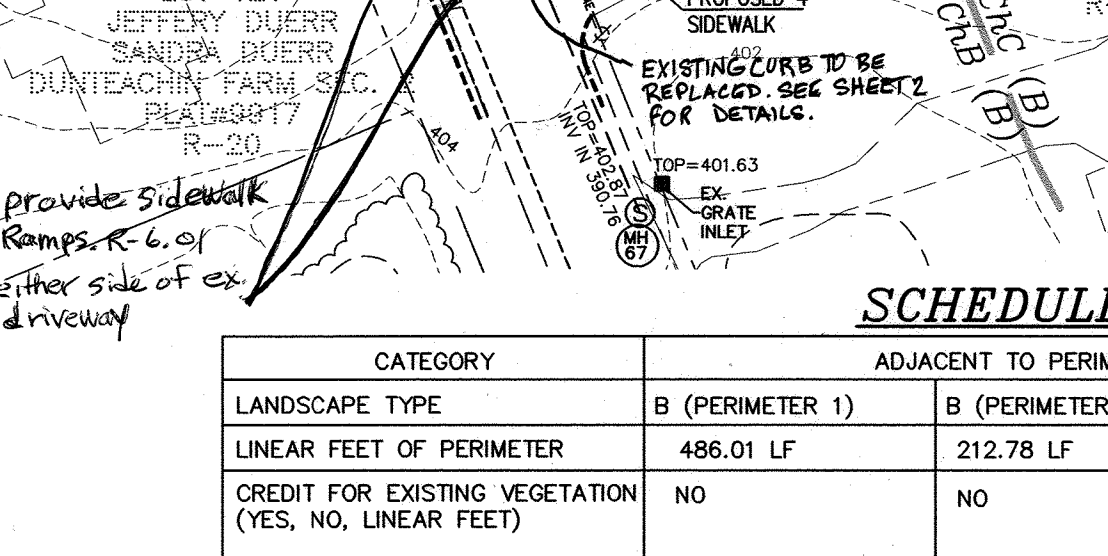 JEFFERY DUERR
SANDRA DUERR
DUNTEACHIN FARM SEC.
R-20
404
PROPOSED 4'
SIDEWALK
402
EXISTING CURB TO BE
REPLACED. SEE SHEET 2
FOR DETAILS.
TOP=402.87
INV IN 390.76
TOP=401.63
EX.
GRATE
INLET
S
MH
67
ChC
ChB
(B)
(B)
provide sidewalk
Ramps. R-6.01
either side of ex.
driveway
CATEGORY
ADJACENT TO
LANDSCAPE TYPE
B (PERIMETER 1)
B (PERIMETER
LINEAR FEET OF PERIMETER
486.01 LF
212.78 LF
CREDIT FOR EXISTING VEGETATION
(YES, NO, LINEAR FEET)
NO
NO